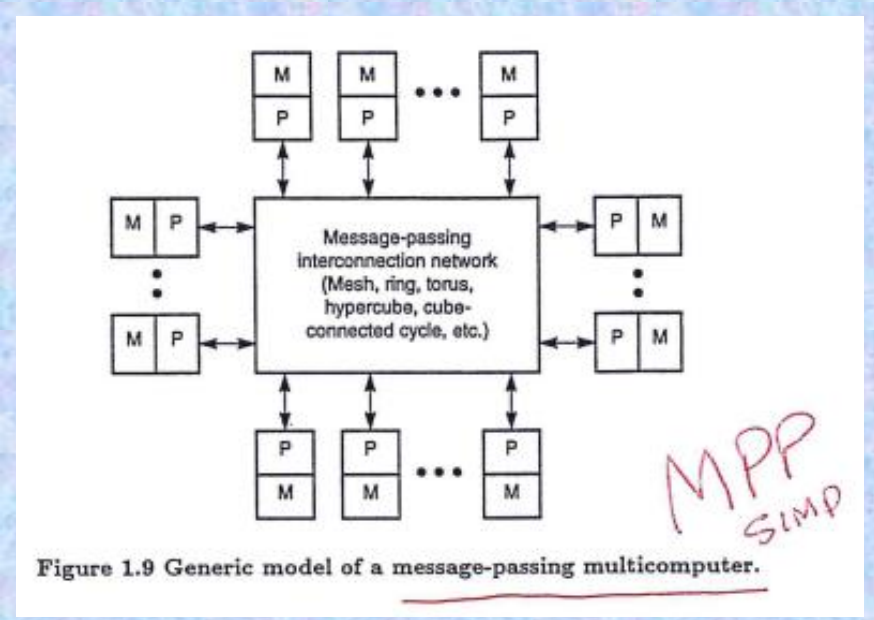 M M ••• M
P P P
M P P M
Message-passing
interconnection network
(Mesh, ring, torus,
hypercube, cube-
connected cycle, etc.)
M P P M
P P P
M M ••• M
MPP
SIMD
Figure 1.9 Generic model of a message-passing multicomputer.